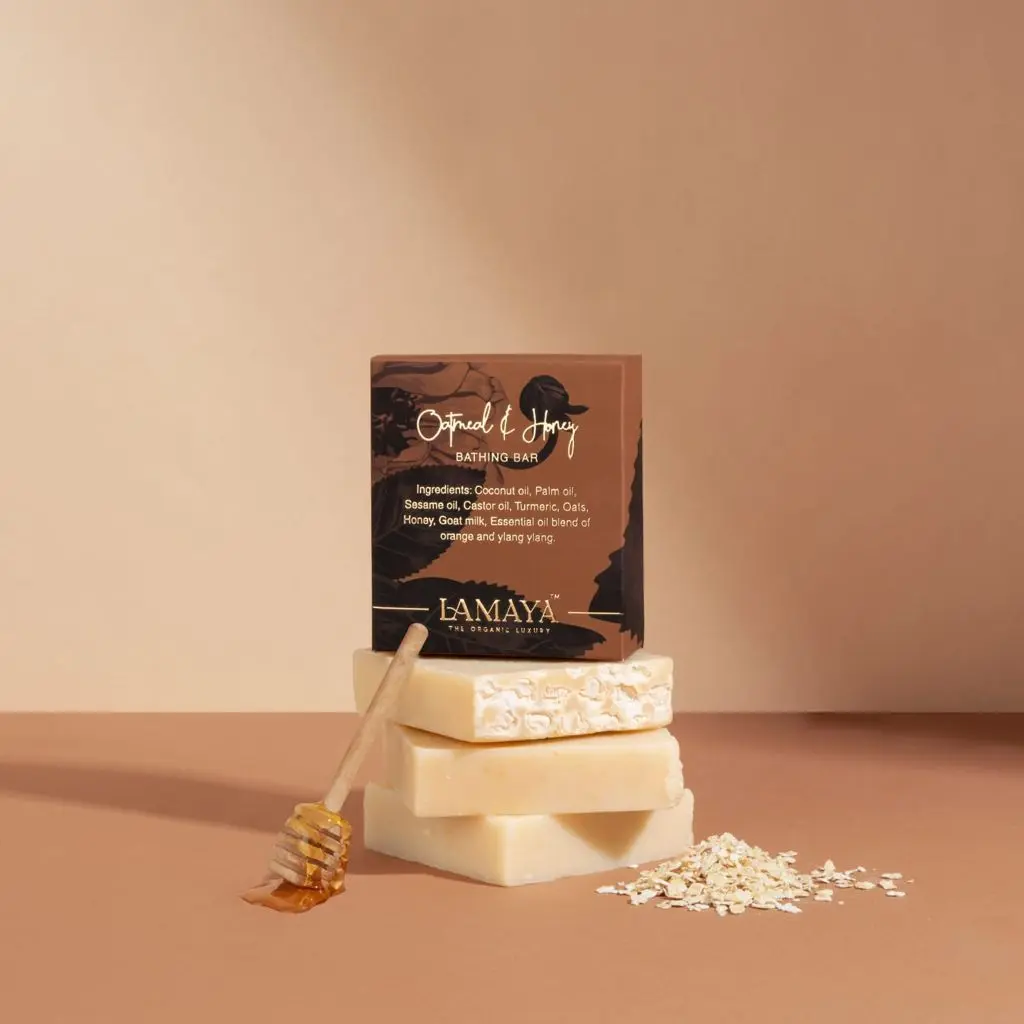 Oatmeal & Honey
BATHING BAR
Ingredients: Coconut oil, Palm oil,
Sesame oil, Castor oil, Turmeric, Oats,
Honey, Goat milk, Essential oil blend of
orange and ylang ylang.
LAMAYA™
THE ORGANIC LUXURY